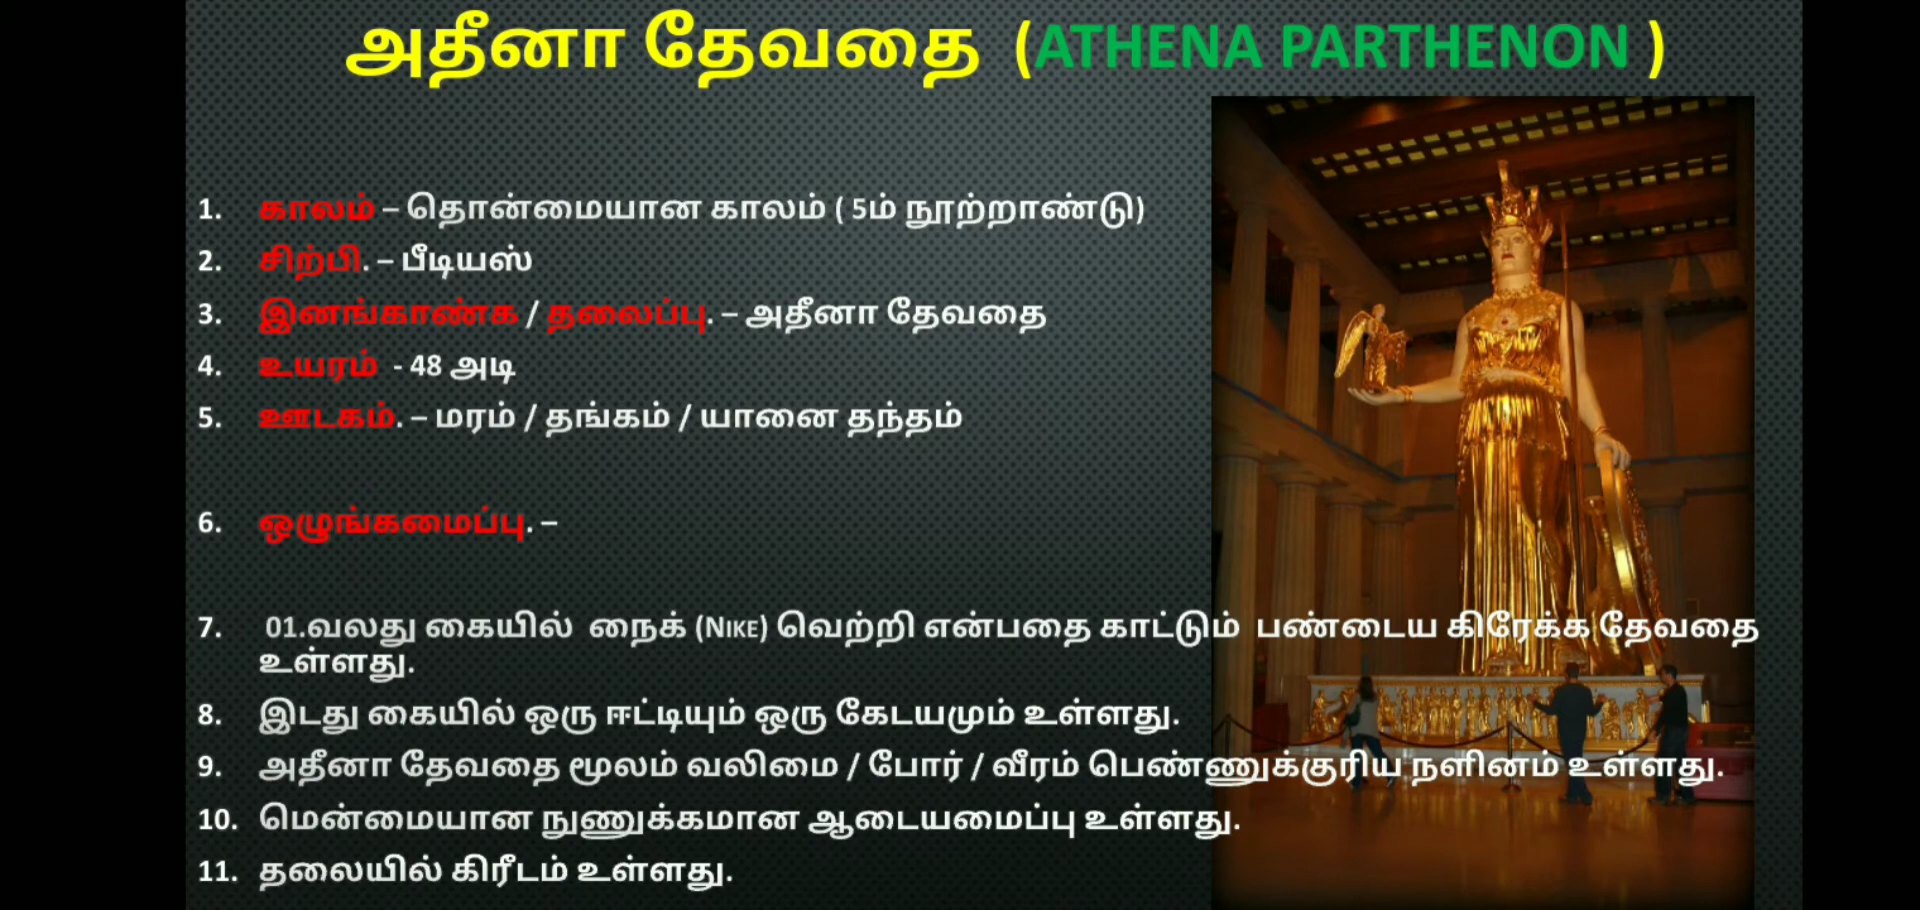 அதீனா தேவதை (ATHENA PARTHENON )
1. காலம் – தொன்மையான காலம் ( 5ம் நூற்றாண்டு)
2. சிற்பி. – பீடியஸ்
3. இனங்காண்க / தலைப்பு. – அதீனா தேவதை
4. உயரம் - 48 அடி
5. ஊடகம். – மரம் / தங்கம் / யானை தந்தம்
6. ஒழுங்கமைப்பு. –
7. 01.வலது கையில் நைக் (NIKE) வெற்றி என்பதை காட்டும் பண்டைய கிரேக்க தேவதை
உள்ளது.
8. இடது கையில் ஒரு ஈட்டியும் ஒரு கேடயமும் உள்ளது.
9. அதீனா தேவதை மூலம் வலிமை / போர் / வீரம் பெண்ணுக்குரிய நளினம் உள்ளது.
10. மென்மையான நுணுக்கமான ஆடையமைப்பு உள்ளது.
11. தலையில் கிரீடம் உள்ளது.